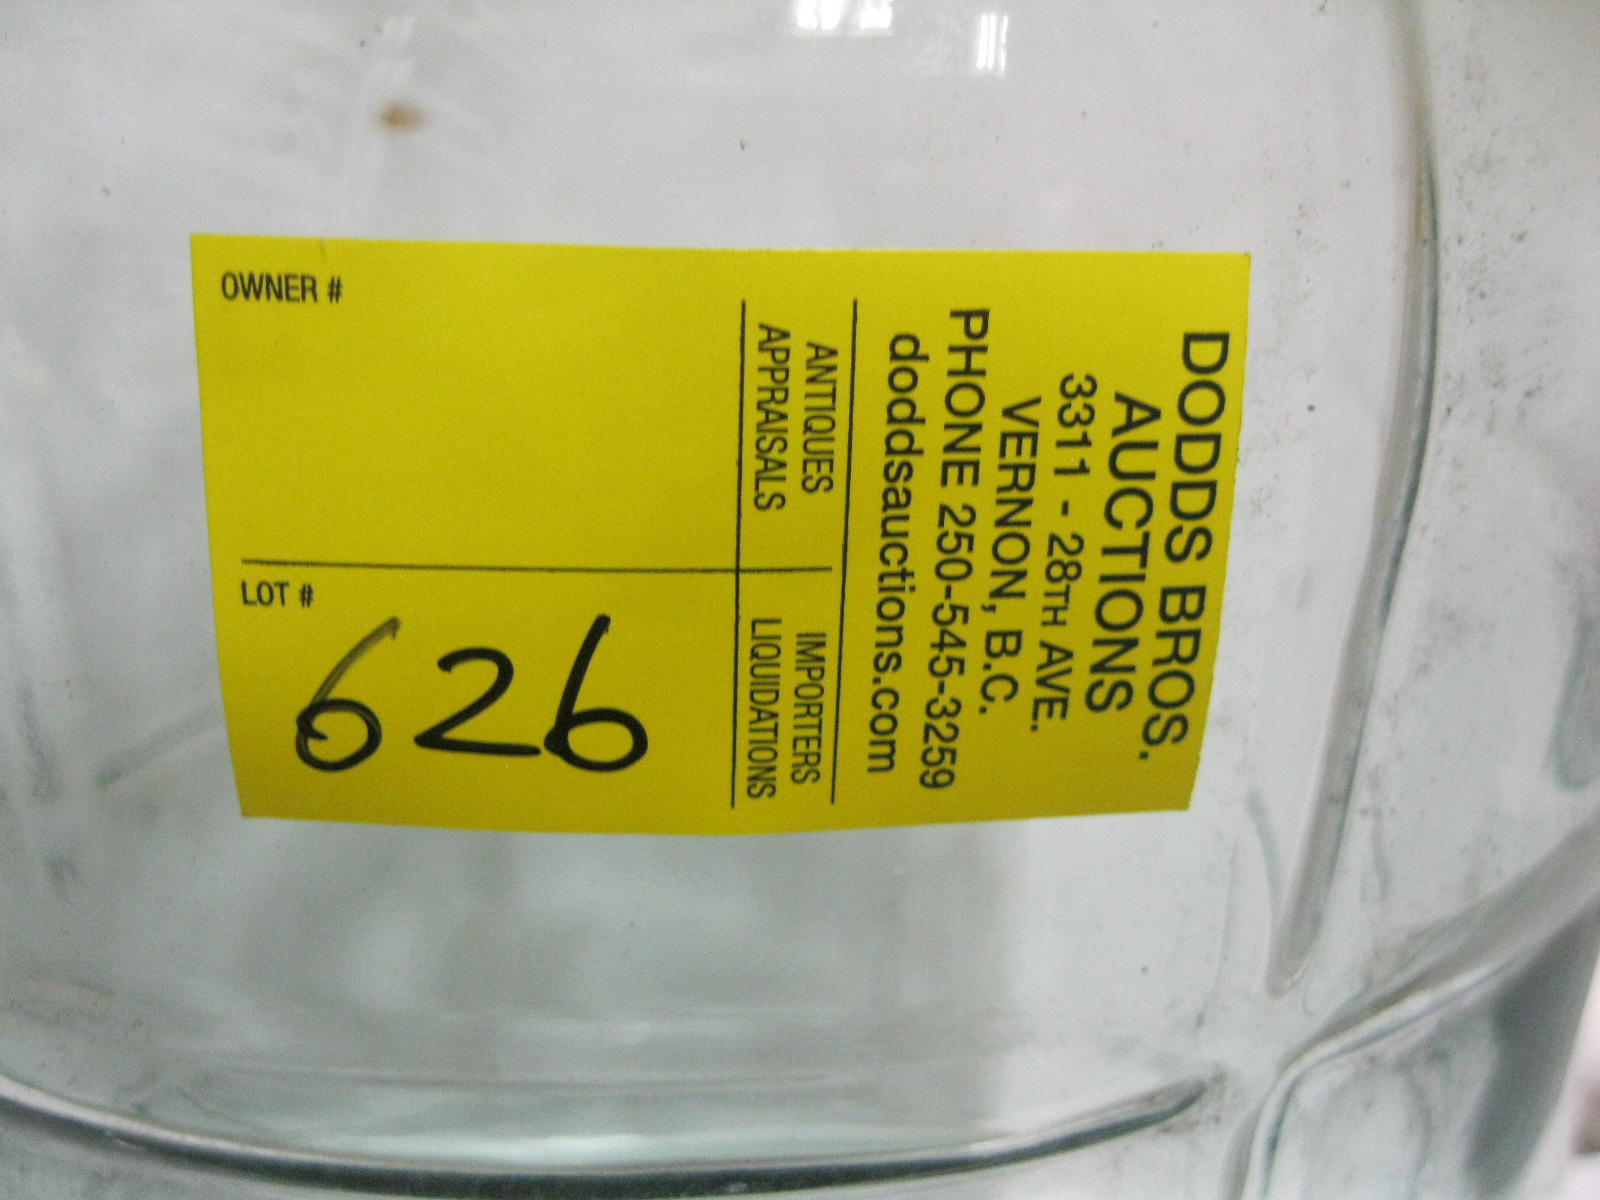 DODDS BROS.
AUCTIONS
3311 - 28TH AVE.
VERNON, B.C.
PHONE 250-545-3259
doddsauctions.com
ANTIQUES
APPRAISALS
IMPORTERS
LIQUIDATIONS
OWNER #
LOT #
626